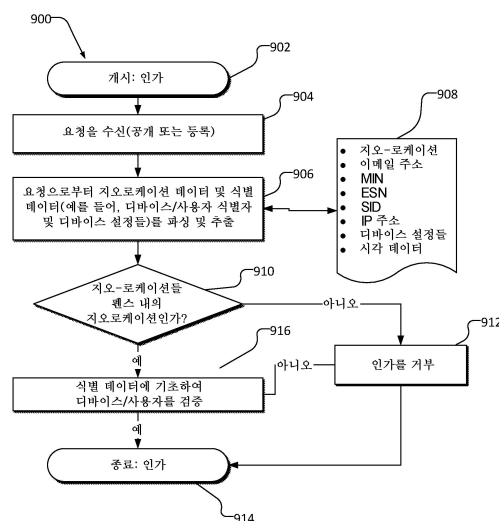 900
개시: 인가
902
904
요청을 수신(공개 또는 등록)
908
요청으로부터 지오로케이션 데이터 및 식별
데이터(예를 들어, 디바이스/사용자 식별자
및 디바이스 설정들)를 파싱 및 추출
906
• 지오-로케이션
• 이메일 주소
• MIN
• ESN
• SID
• IP 주소
• 디바이스 설정들
• 시각 데이터
910
지오-로케이션들
펜스 내의
지오로케이션인가?
아니오
912
예
916
아니오
인가를 거부
식별 데이터에 기초하여
디바이스/사용자를 검증
예
종료: 인가
914